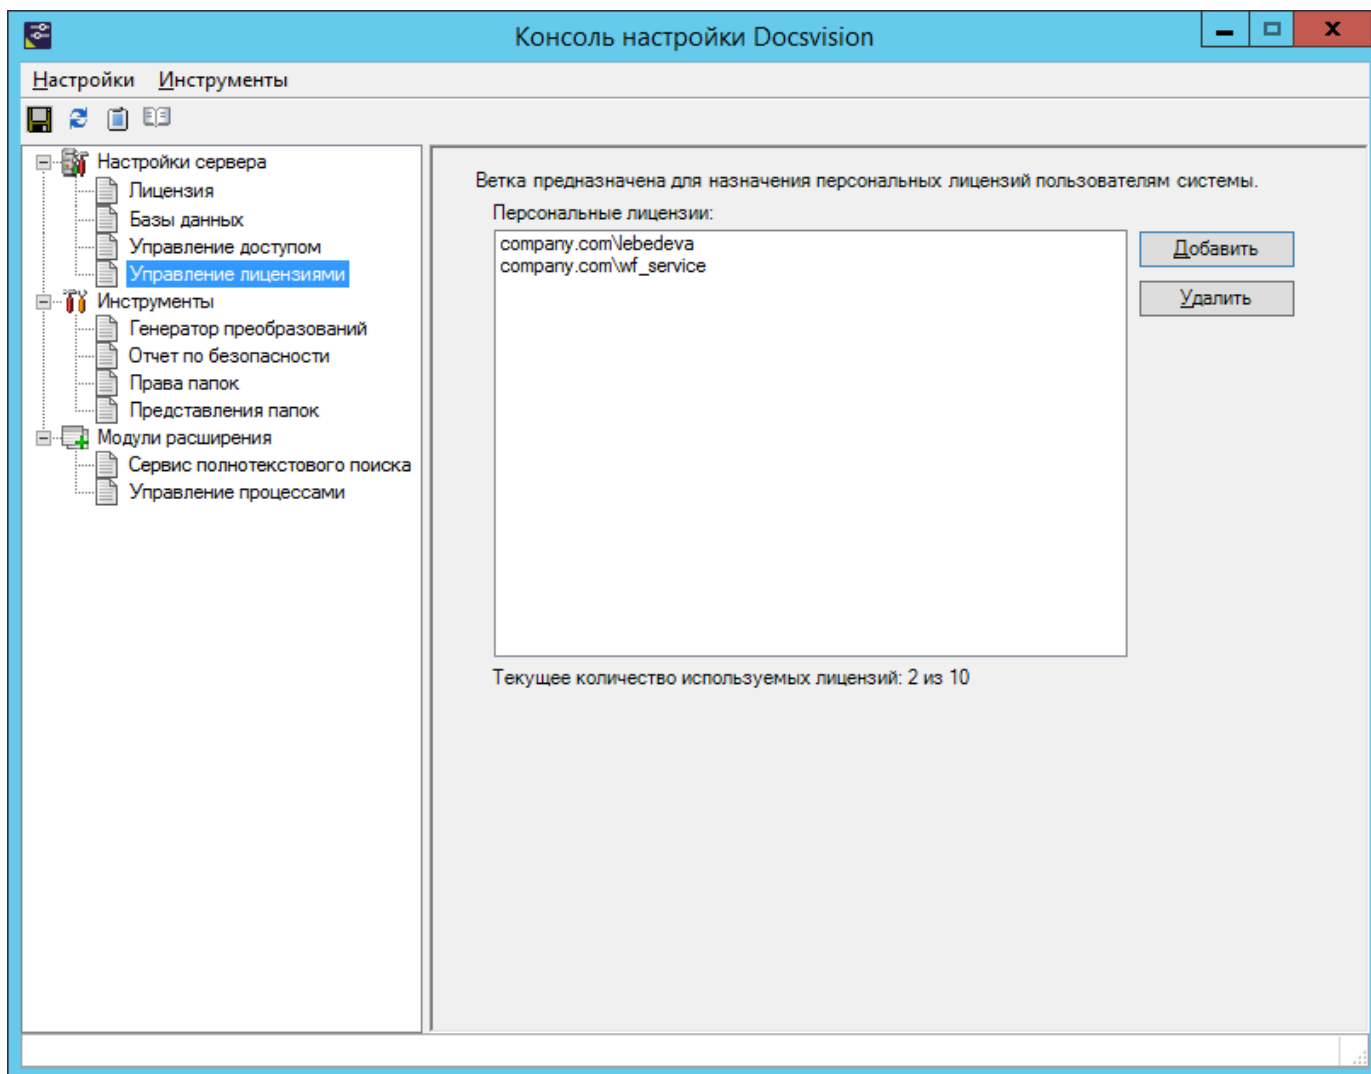 Консоль настройки Docsvision
Настройки Инструменты
Настройки сервера
Лицензия
Базы данных
Управление доступом
Управление лицензиями
Инструменты
Генератор преобразований
Отчет по безопасности
Права папок
Представления папок
Модули расширения
Сервис полнотекстового поиска
Управление процессами
Ветка предназначена для назначения персональных лицензий пользователям системы.
Персональные лицензии:
company.com\lebedeva
company.com\wf_service
Добавить
Удалить
Текущее количество используемых лицензий: 2 из 10